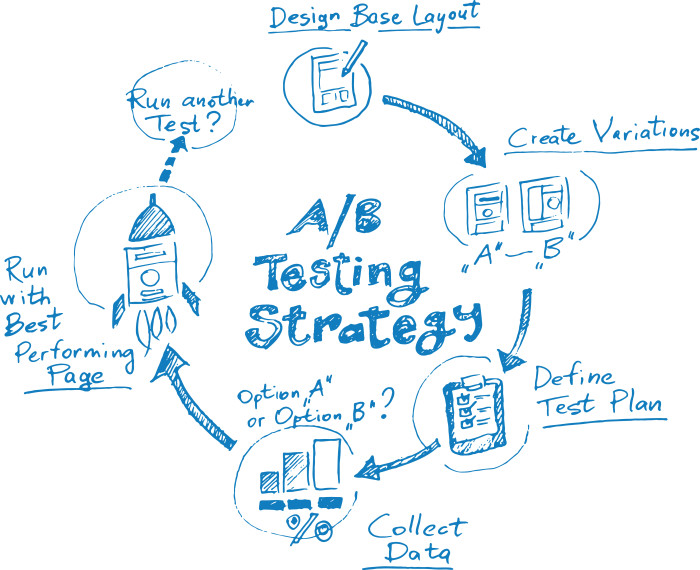 Design Base Layout
Run another
Test?
Create Variations
„A“ — „B“
A/B
Testing
Strategy
Define
Test Plan
Option „A“
or Option „B“?
Collect
Data
Run
with
Best
Performing
Page